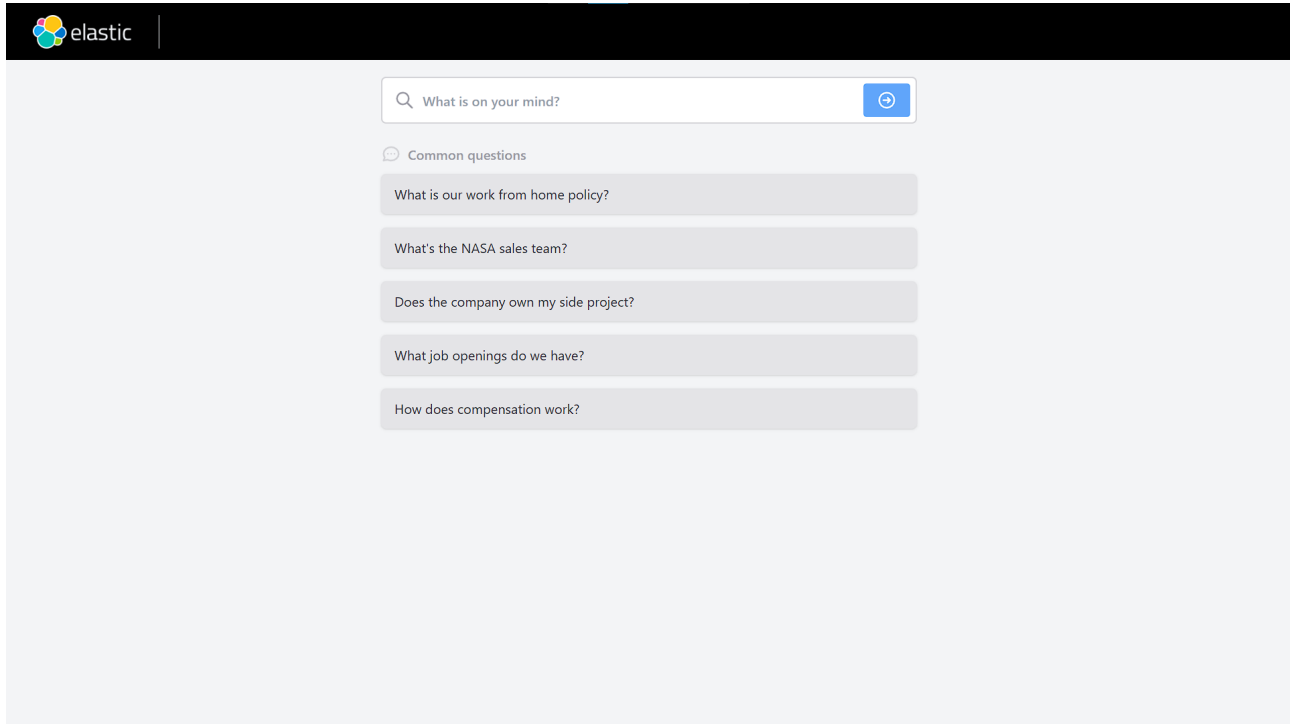 elastic
What is on your mind?
Common questions
What is our work from home policy?
What's the NASA sales team?
Does the company own my side project?
What job openings do we have?
How does compensation work?